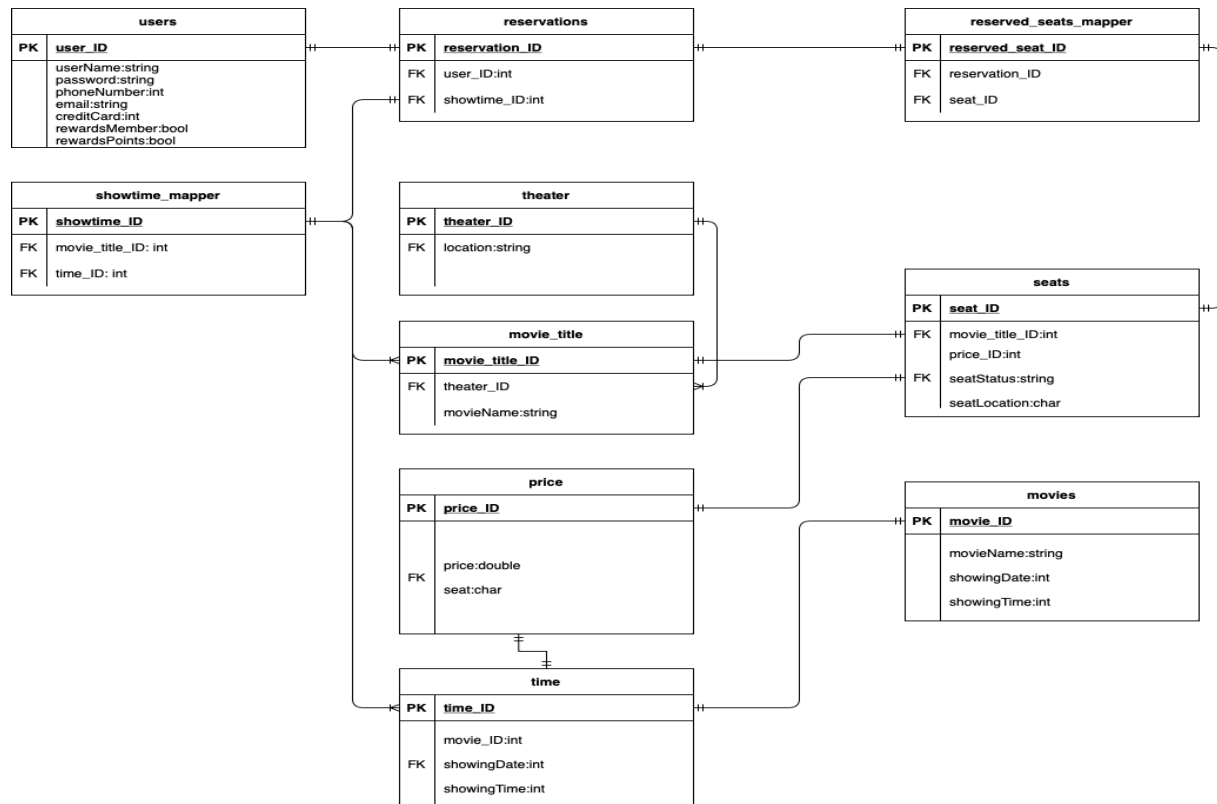 users
PK user_ID
userName:string
password:string
phoneNumber:int
email:string
creditCard:int
rewardsMember:bool
rewardsPoints:bool
reservations
PK reservation_ID
FK user_ID:int
FK showtime_ID:int
reserved_seats_mapper
PK reserved_seat_ID
FK reservation_ID
FK seat_ID
showtime_mapper
PK showtime_ID
FK movie_title_ID: int
FK time_ID: int
theater
PK theater_ID
FK location:string
seats
PK seat_ID
FK movie_title_ID:int
price_ID:int
FK seatStatus:string
seatLocation:char
movie_title
PK movie_title_ID
FK theater_ID
movieName:string
price
PK price_ID
price:double
FK
seat:char
movies
PK movie_ID
movieName:string
showingDate:int
showingTime:int
time
PK time_ID
movie_ID:int
FK showingDate:int
showingTime:int